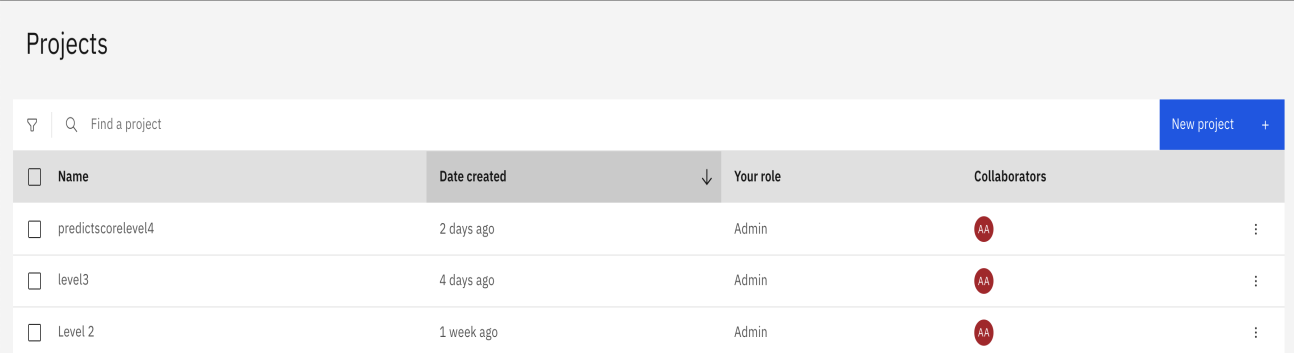 Projects
Find a project
New project +
Name Date created Your role Collaborators
predictscorelevel4 2 days ago Admin AA
level3 4 days ago Admin AA
Level 2 1 week ago Admin AA